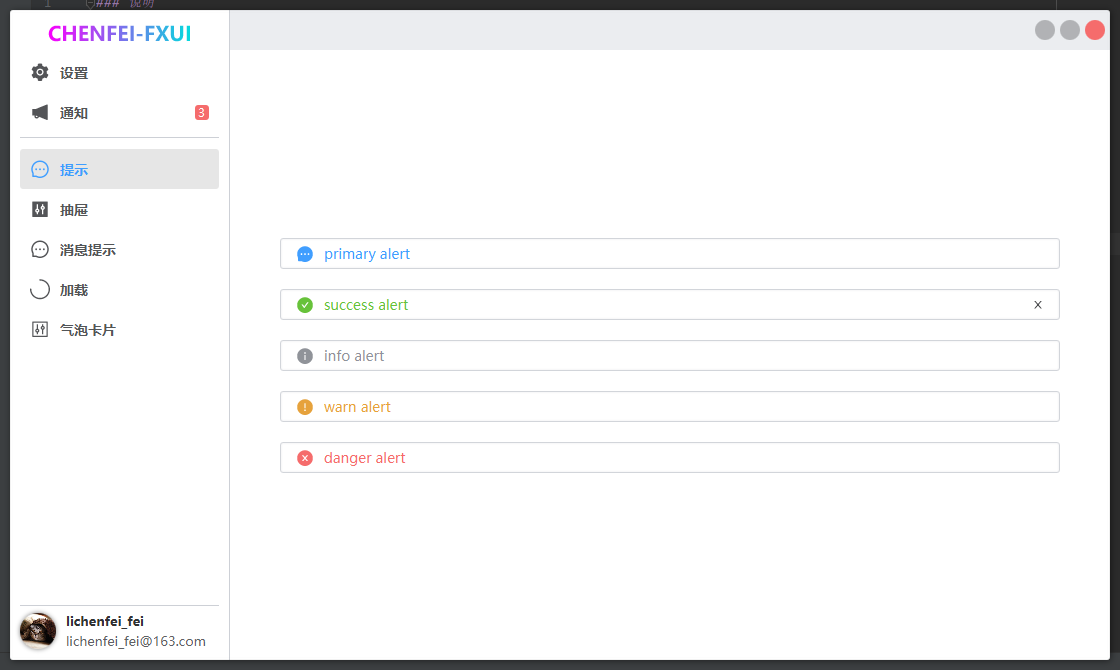 1 ### 说明
CHENFEI-FXUI
设置
通知 3
提示
抽屉
消息提示
加载
气泡卡片
primary alert
success alert x
info alert
warn alert
danger alert
lichenfei_fei
lichenfei_fei@163.com